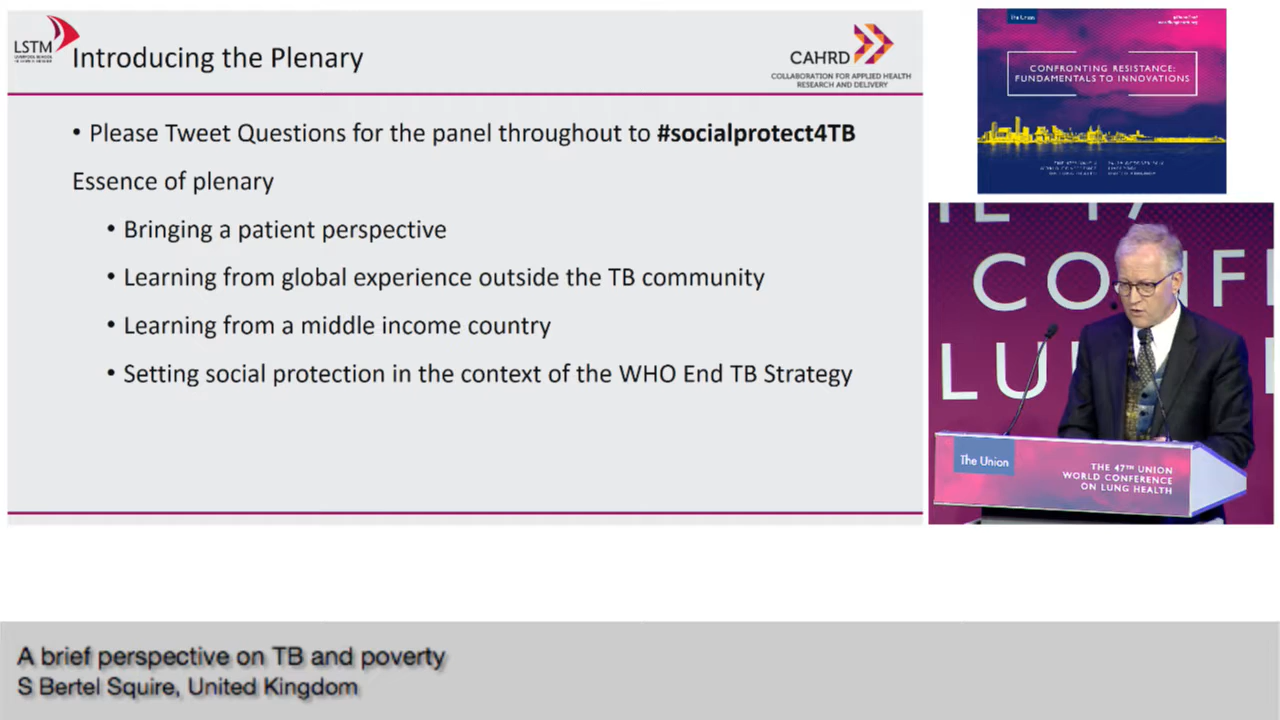 LSTM
Introducing the Plenary
CAHRD
COLLABORATION FOR APPLIED HEALTH
RESEARCH AND DELIVERY
• Please Tweet Questions for the panel throughout to #socialprotect4TB
Essence of plenary
• Bringing a patient perspective
• Learning from global experience outside the TB community
• Learning from a middle income country
• Setting social protection in the context of the WHO End TB Strategy
The Union
CONFRONTING RESISTANCE:
FUNDAMENTALS TO INNOVATIONS
47
CONF
LU
The Union
THE 47TH UNION
WORLD CONFERENCE
ON LUNG HEALTH
A brief perspective on TB and poverty
S Bertel Squire, United Kingdom